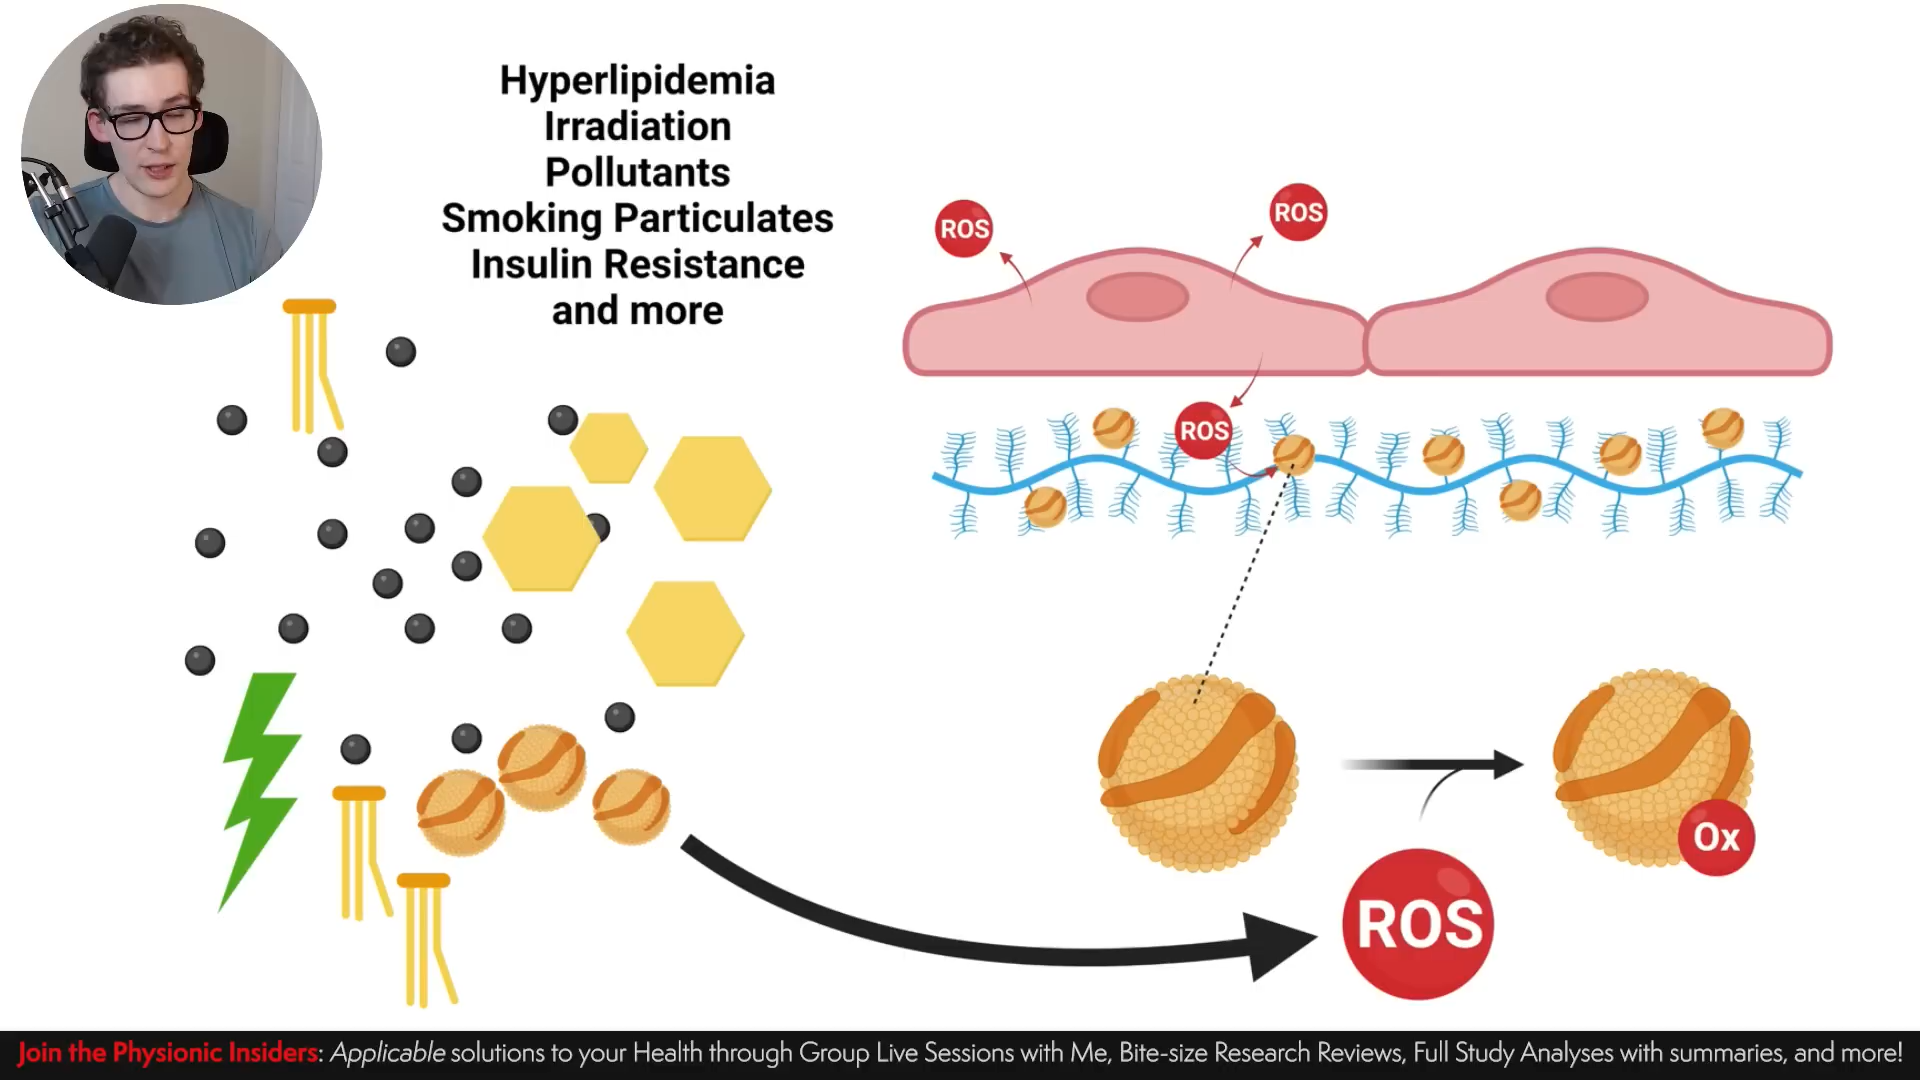 Hyperlipidemia
Irradiation
Pollutants
Smoking Particulates
Insulin Resistance
and more
ROS
ROS
ROS
Ox
ROS
Join the Physionic Insiders: Applicable solutions to your Health through Group Live Sessions with Me, Bite-size Research Reviews, Full Study Analyses with summaries, and more!